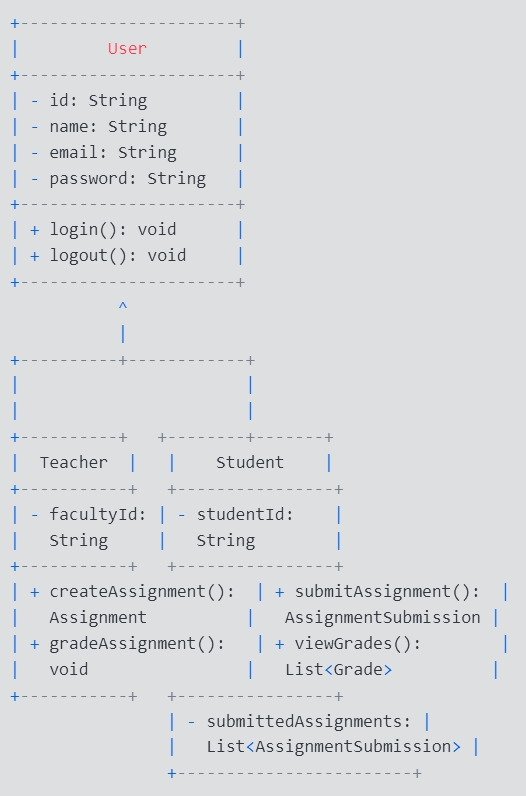 +----------------------+
|         User         |
+----------------------+
| - id: String         |
| - name: String       |
| - email: String      |
| - password: String   |
+----------------------+
| + login(): void      |
| + logout(): void     |
+----------------------+
           ^
           |
+----------+------------+
|                       |
|                       |
+----------+   +--------+-------+
|  Teacher  |   |    Student    |
+-----------+   +----------------+
| - facultyId: | - studentId:    |
|   String     |   String        |
+-----------+   +----------------+
| + createAssignment():  | + submitAssignment():  |
|   Assignment          |   AssignmentSubmission |
| + gradeAssignment():   | + viewGrades():        |
|   void                |   List<Grade>          |
+-----------+   +----------------+
                | - submittedAssignments: |
                |   List<AssignmentSubmission> |
                +------------------------+